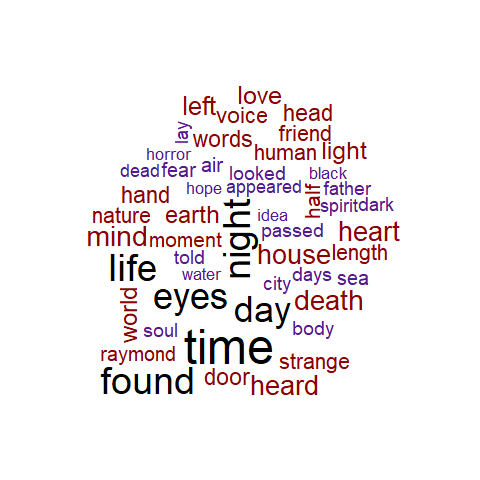 love
left
voice
head
lay
words
friend
horror
human
light
dead
fear
air
looked
black
hand
hope
appeared
half
father
nature
earth
night
idea
spirit
dark
mind
moment
passed
heart
told
house
length
life
water
city
days
sea
world
eyes
day
death
soul
time
body
raymond
strange
found
door
heard